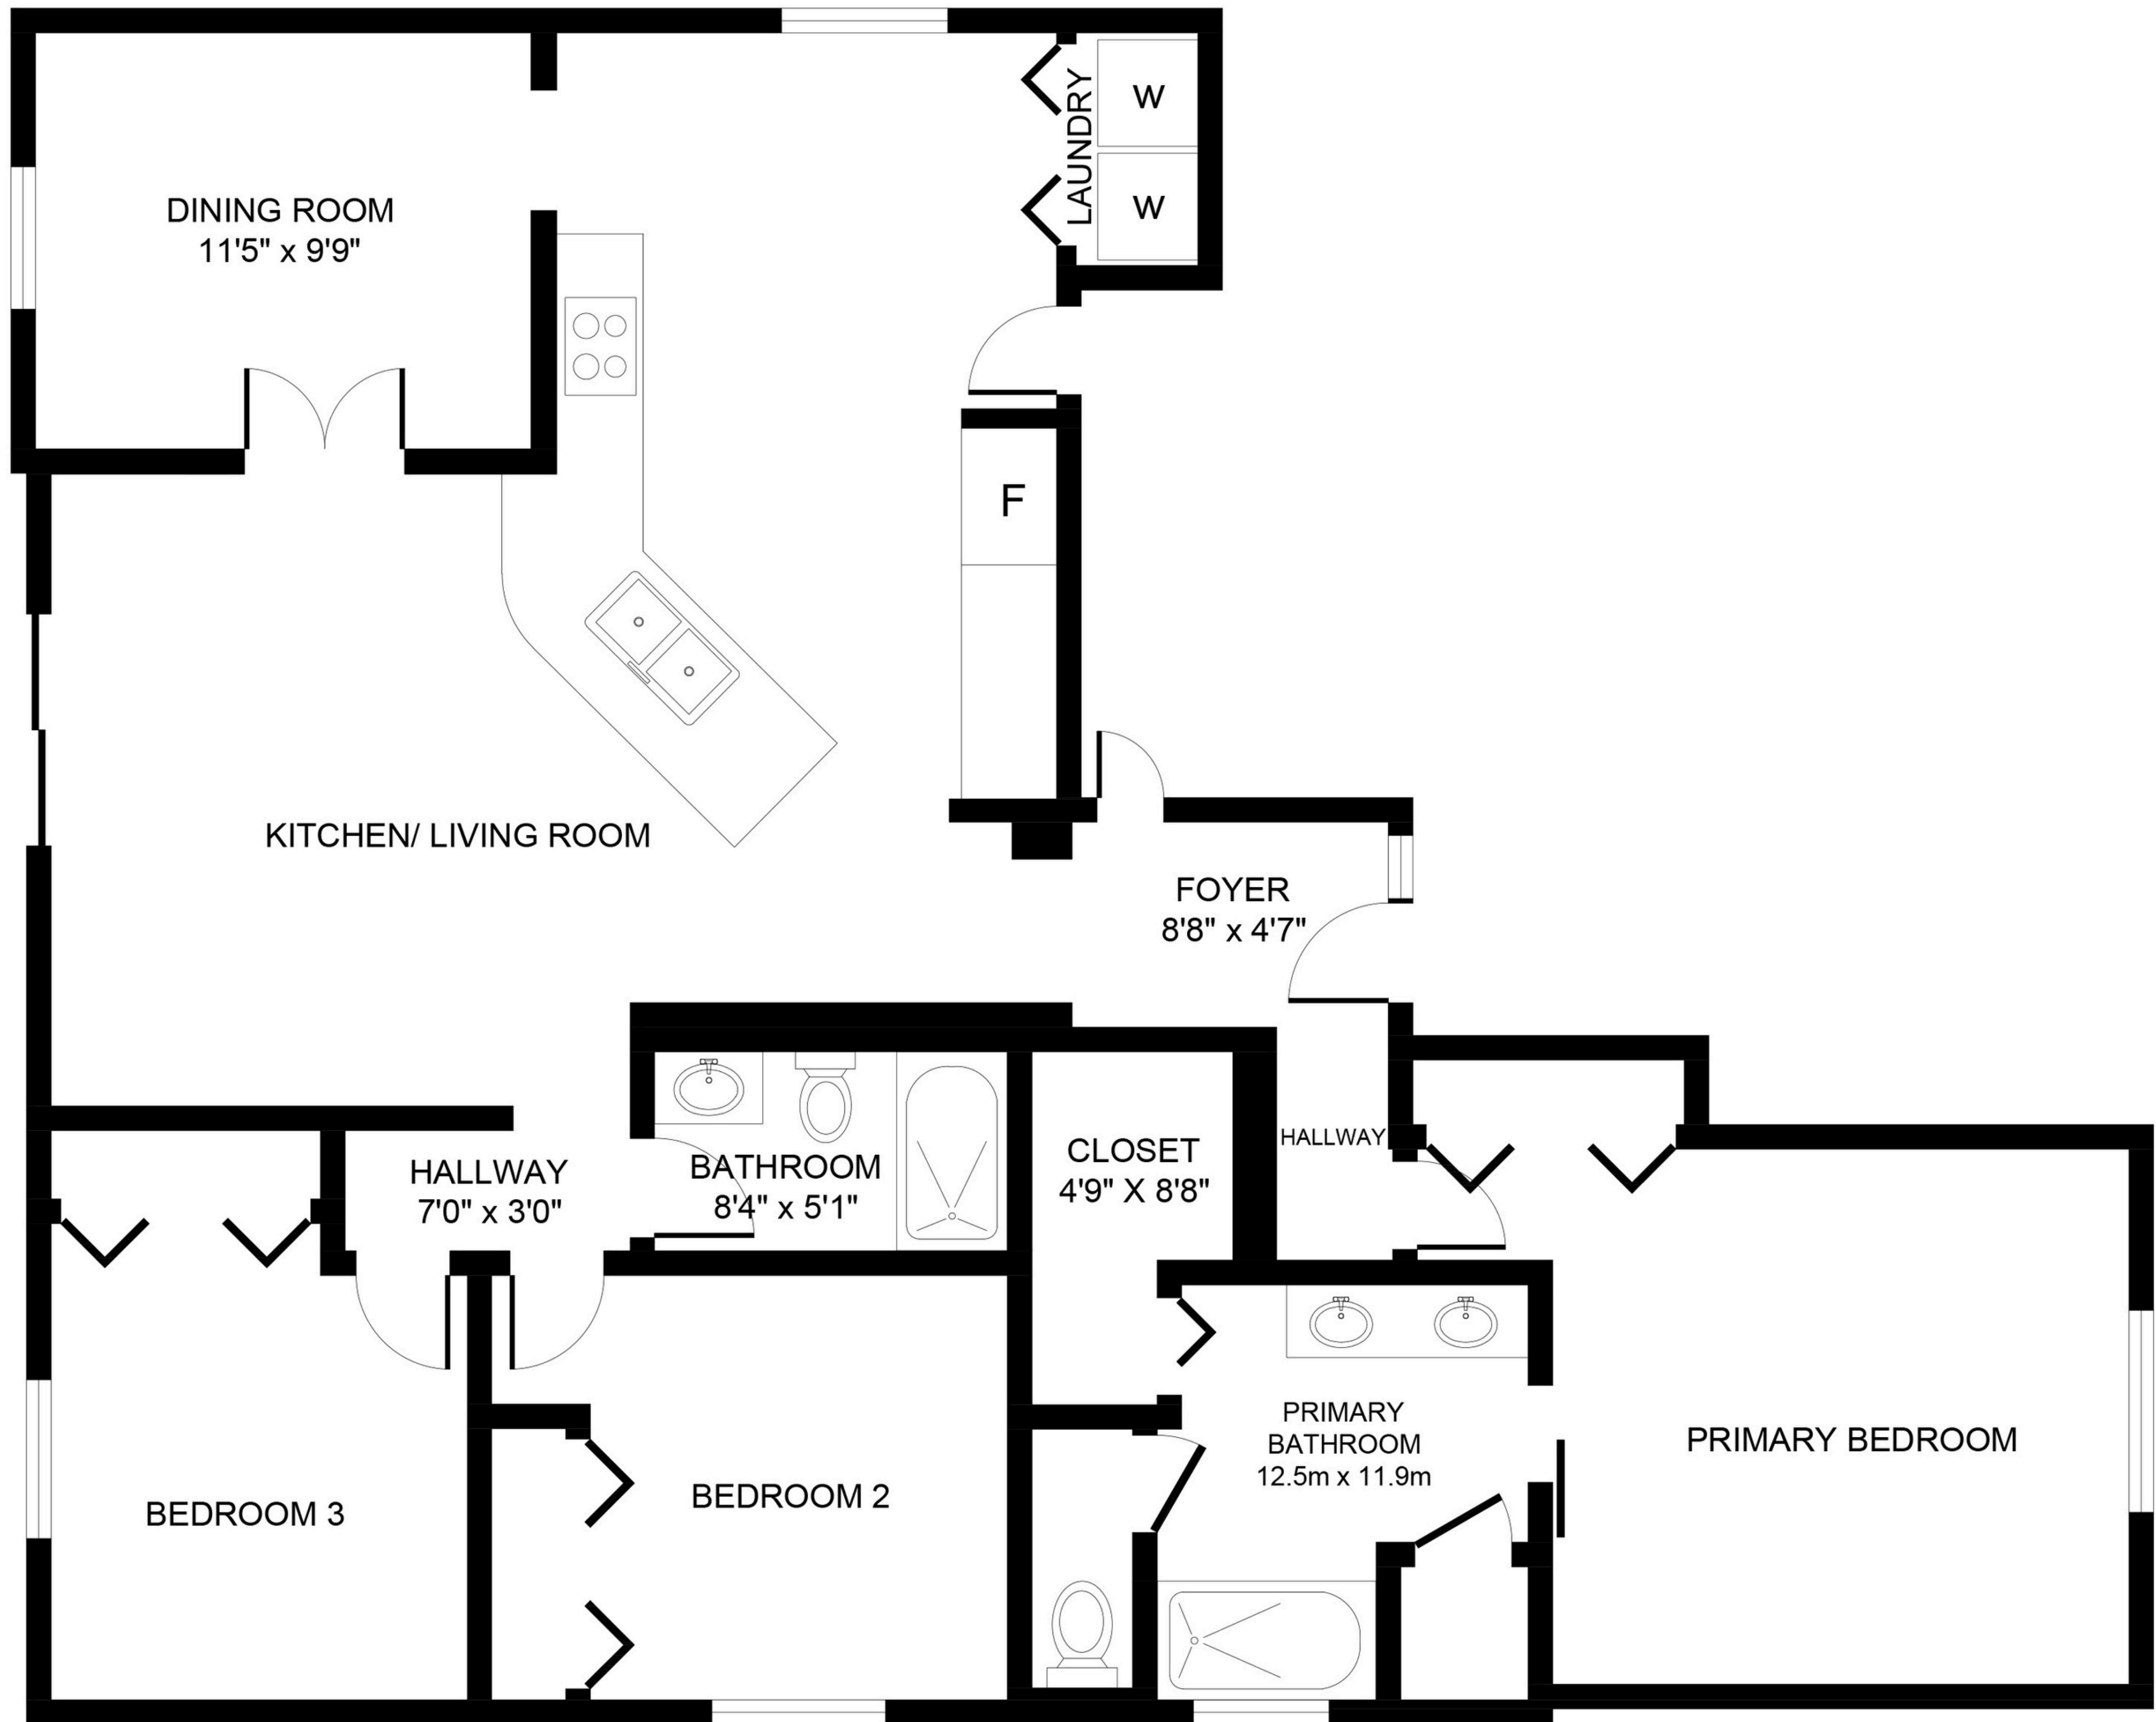 LAUNDRY
W
W
DINING ROOM
11'5" x 9'9"
F
KITCHEN/ LIVING ROOM
FOYER
8'8" x 4'7"
HALLWAY
7'0" x 3'0"
BATHROOM
8'4" x 5'1"
CLOSET
4'9" X 8'8"
HALLWAY
BEDROOM 3
BEDROOM 2
PRIMARY
BATHROOM
12.5m x 11.9m
PRIMARY BEDROOM